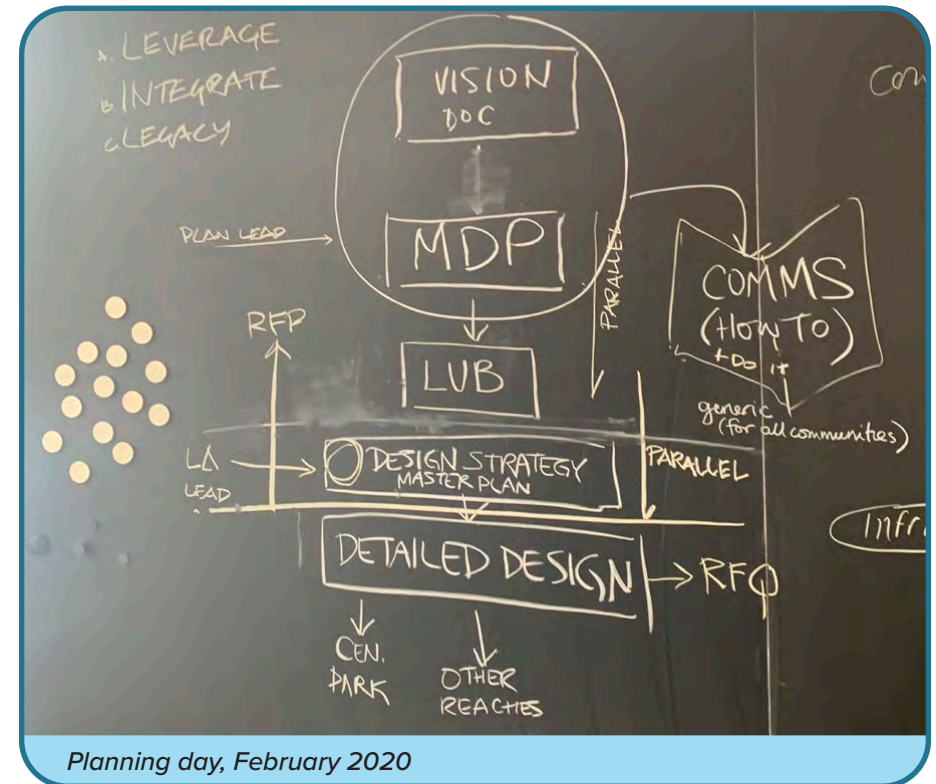 A. LEVERAGE
B. INTEGRATE
C. LEGACY
VISION
DOC
PLAN LEAD
MDP
PARALLEL
COMMS
(HOW TO)
+DO it
generic
(for all communities)
RFP
LUB
LA
LEAD
DESIGN STRATEGY
MASTER PLAN
PARALLEL
DETAILED DESIGN
RFQ
CEN.
PARK
OTHER
REACHES
Planning day, February 2020